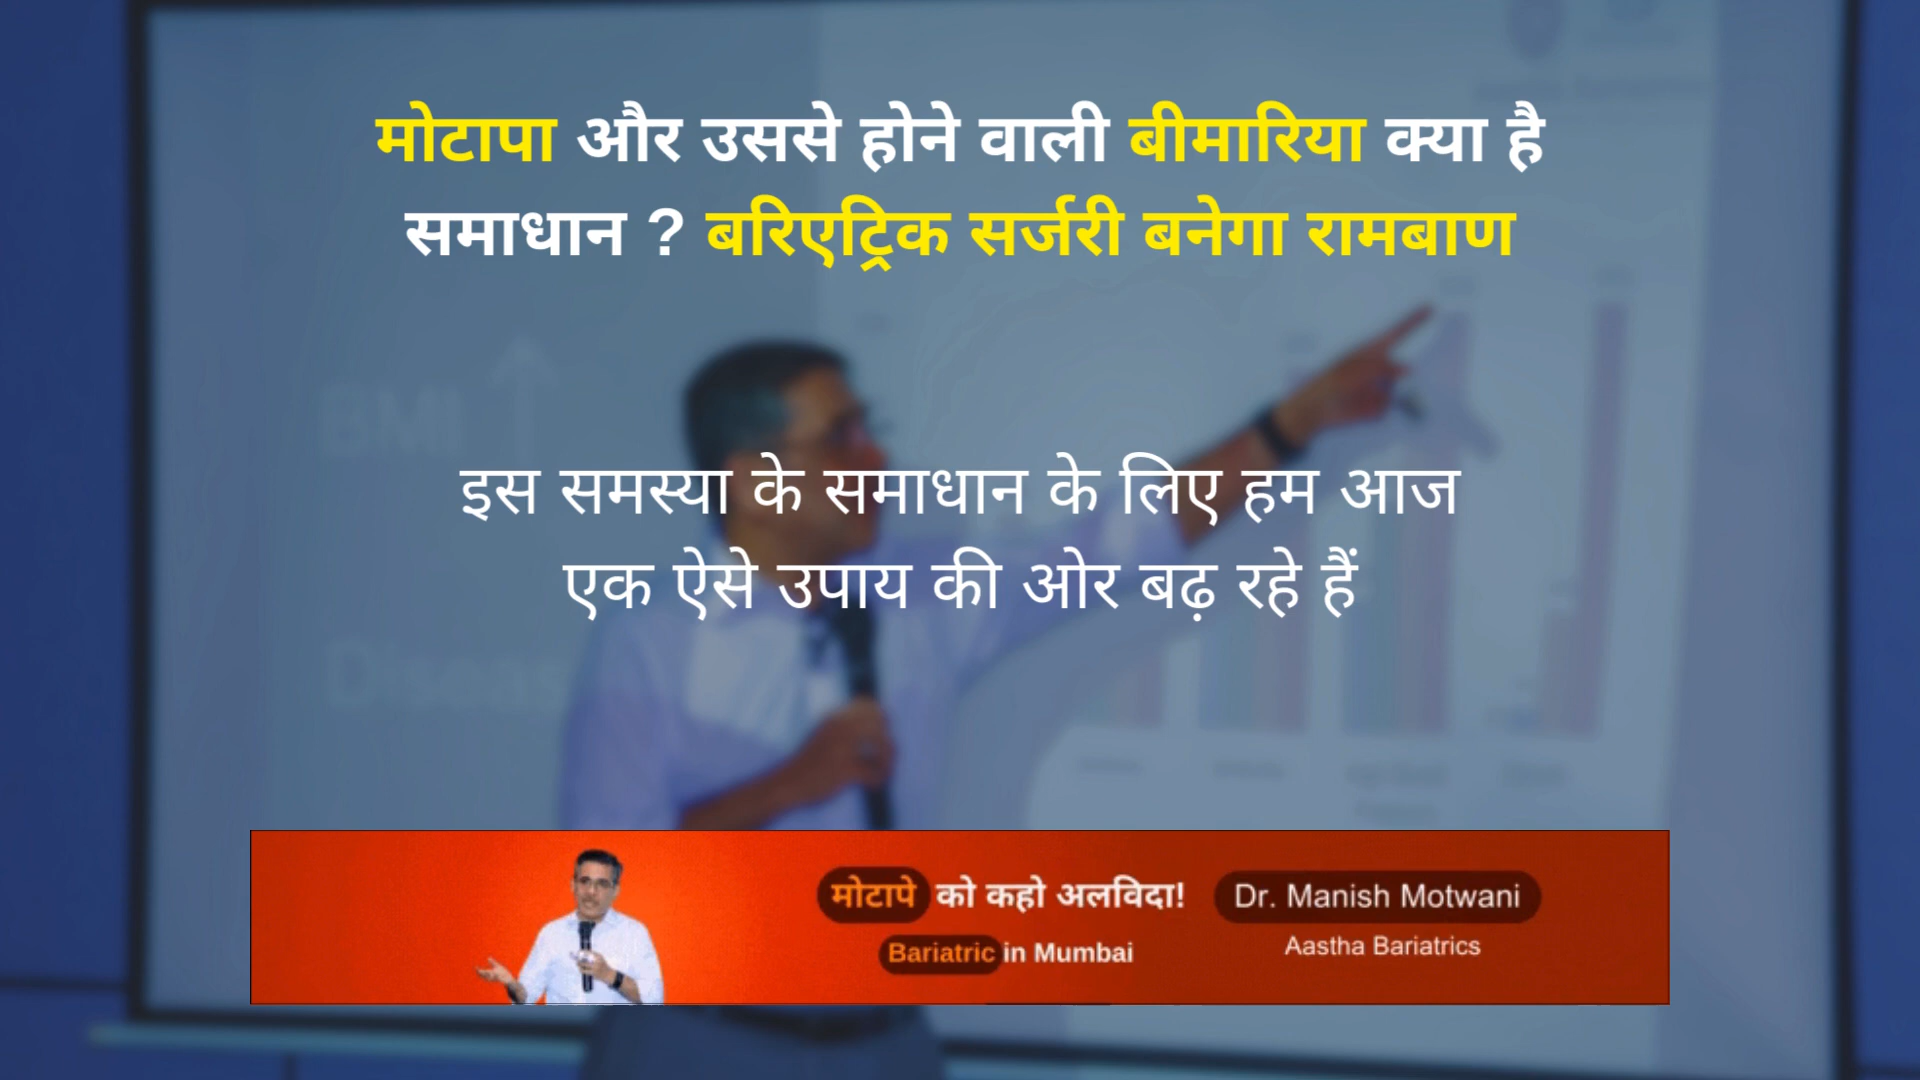 मोटापा और उससे होने वाली बीमारिया क्या है
समाधान ? बरिएट्रिक सर्जरी बनेगा रामबाण
BMI
इस समस्या के समाधान के लिए हम आज
एक ऐसे उपाय की ओर बढ़ रहे हैं
मोटापे को कहो अलविदा!
Bariatric in Mumbai
Dr. Manish Motwani
Aastha Bariatrics